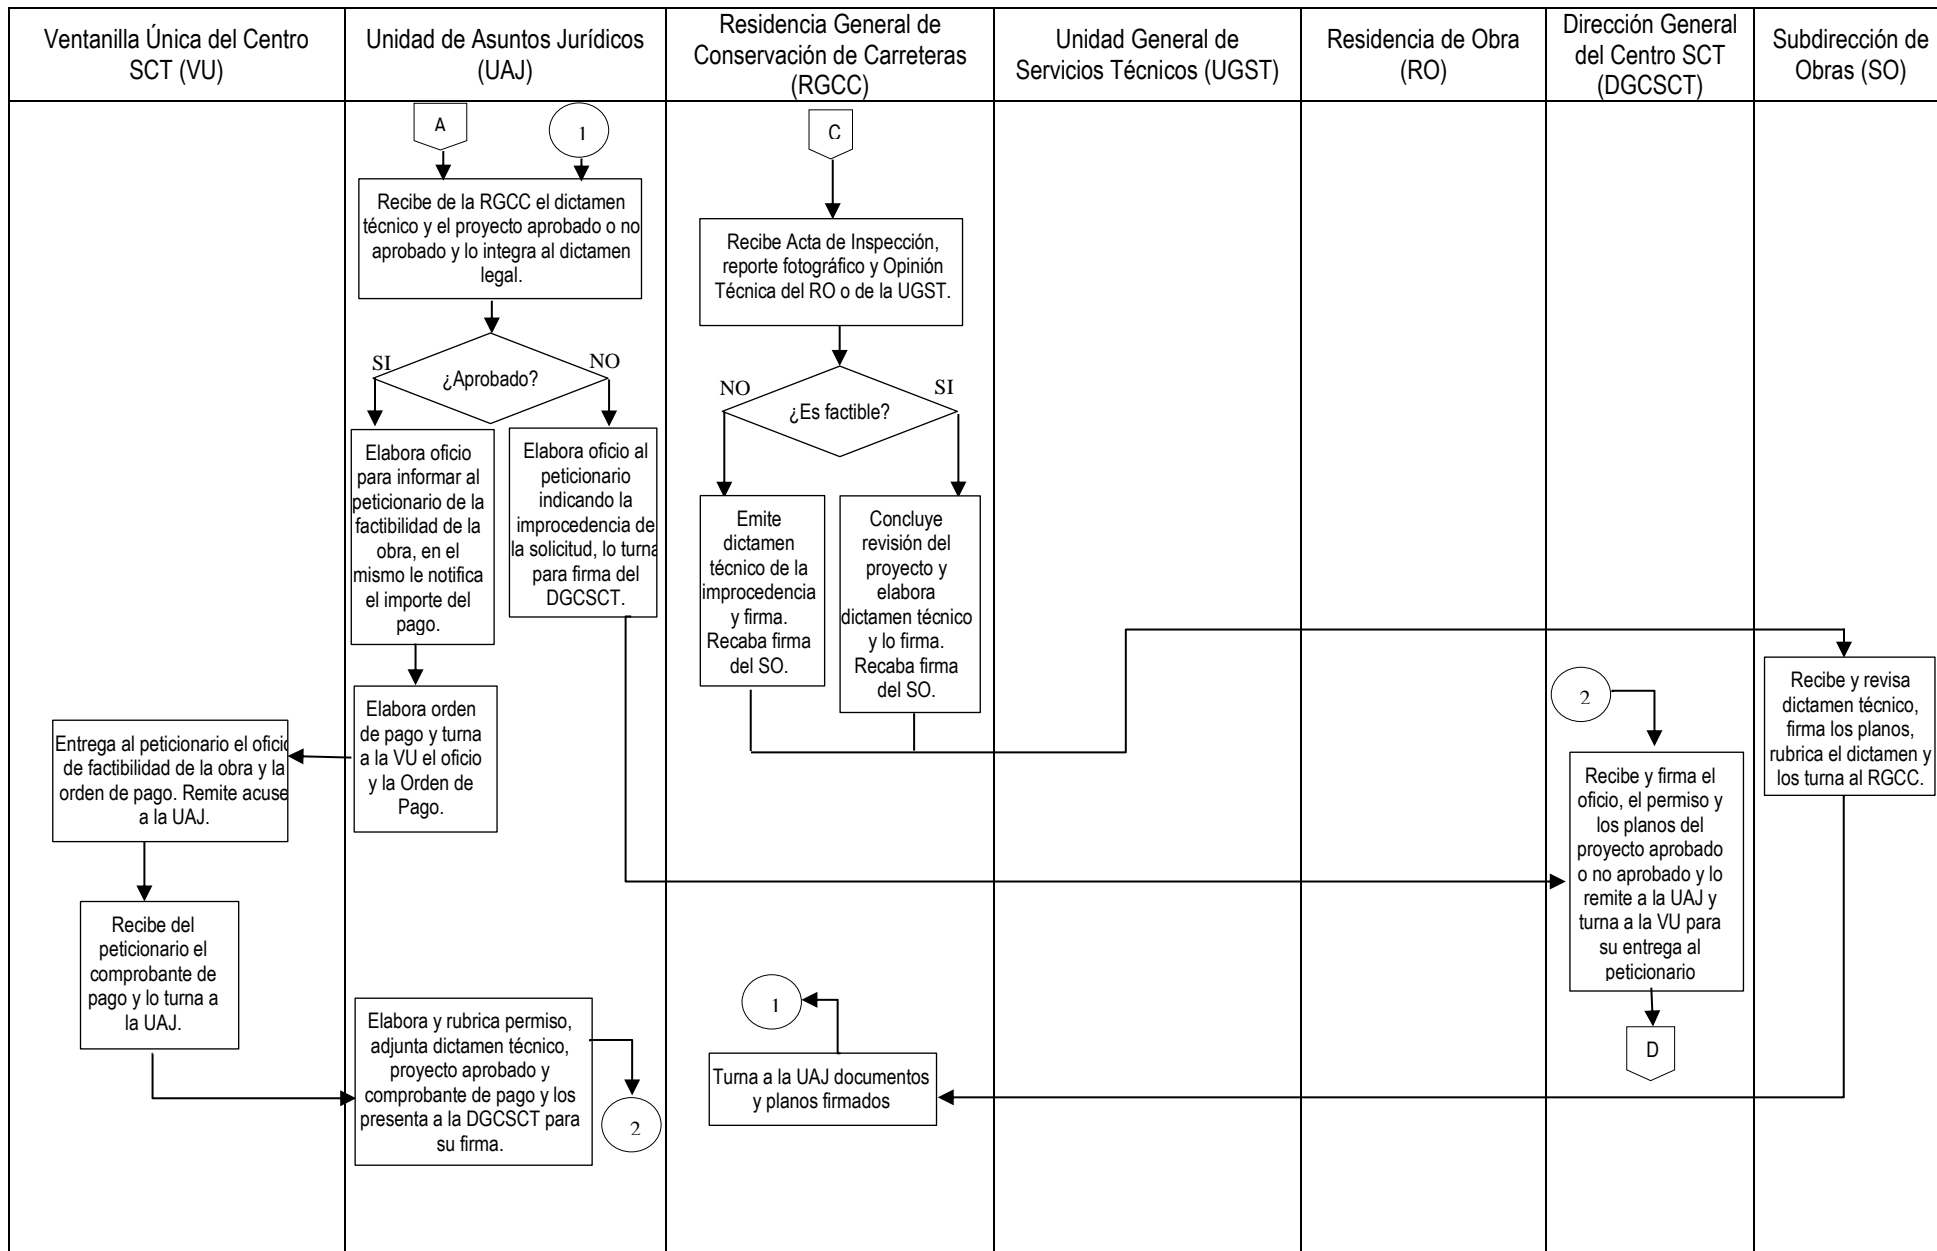 Ventanilla Única del Centro
SCT (VU)
Unidad de Asuntos Jurídicos
(UAJ)
Residencia General de
Conservación de Carreteras
(RGCC)
Unidad General de
Servicios Técnicos (UGST)
Residencia de Obra
(RO)
Dirección General
del Centro SCT
(DGCSCT)
Subdirección de
Obras (SO)
A
1
Recibe de la RGCC el dictamen
técnico y el proyecto aprobado o no
aprobado y lo integra al dictamen
legal.
¿Aprobado?
SI
NO
Elabora oficio
para informar al
peticionario de la
factibilidad de la
obra, en el
mismo le notifica
el importe del
pago.
Elabora oficio al
peticionario
indicando la
improcedencia de
la solicitud, lo turna
para firma del
DGCSCT.
Elabora orden
de pago y turna
a la VU el oficio
y la Orden de
Pago.
Entrega al peticionario el oficio
de factibilidad de la obra y la
orden de pago. Remite acuse
a la UAJ.
Recibe del
peticionario el
comprobante de
pago y lo turna a
la UAJ.
Elabora y rubrica permiso,
adjunta dictamen técnico,
proyecto aprobado y
comprobante de pago y los
presenta a la DGCSCT para
su firma.
2
C
Recibe Acta de Inspección,
reporte fotográfico y Opinión
Técnica del RO o de la UGST.
¿Es factible?
NO
SI
Emite
dictamen
técnico de la
improcedencia
y firma.
Recaba firma
del SO.
Concluye
revisión del
proyecto y
elabora
dictamen técnico
y lo firma.
Recaba firma
del SO.
1
Turna a la UAJ documentos
y planos firmados
2
Recibe y firma el
oficio, el permiso y
los planos del
proyecto aprobado
o no aprobado y lo
remite a la UAJ y
turna a la VU para
su entrega al
peticionario
D
Recibe y revisa
dictamen técnico,
firma los planos,
rubrica el dictamen y
los turna al RGCC.